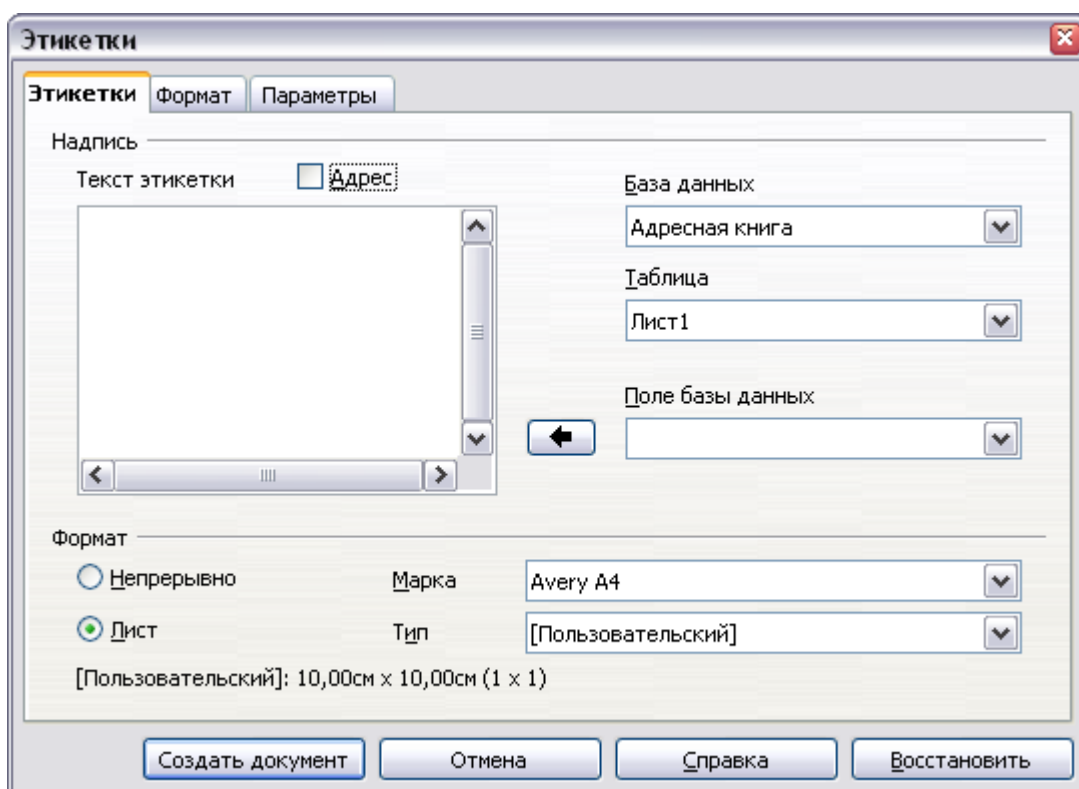 Этикетки
Этикетки Формат Параметры
Надпись
Текст этикетки Адрес
База данных
Адресная книга
Таблица
Лист1
Поле базы данных
Формат
Непрерывно Марка Avery A4
Лист Тип [Пользовательский]
[Пользовательский]: 10,00см x 10,00см (1 x 1)
Создать документ Отмена Справка Восстановить